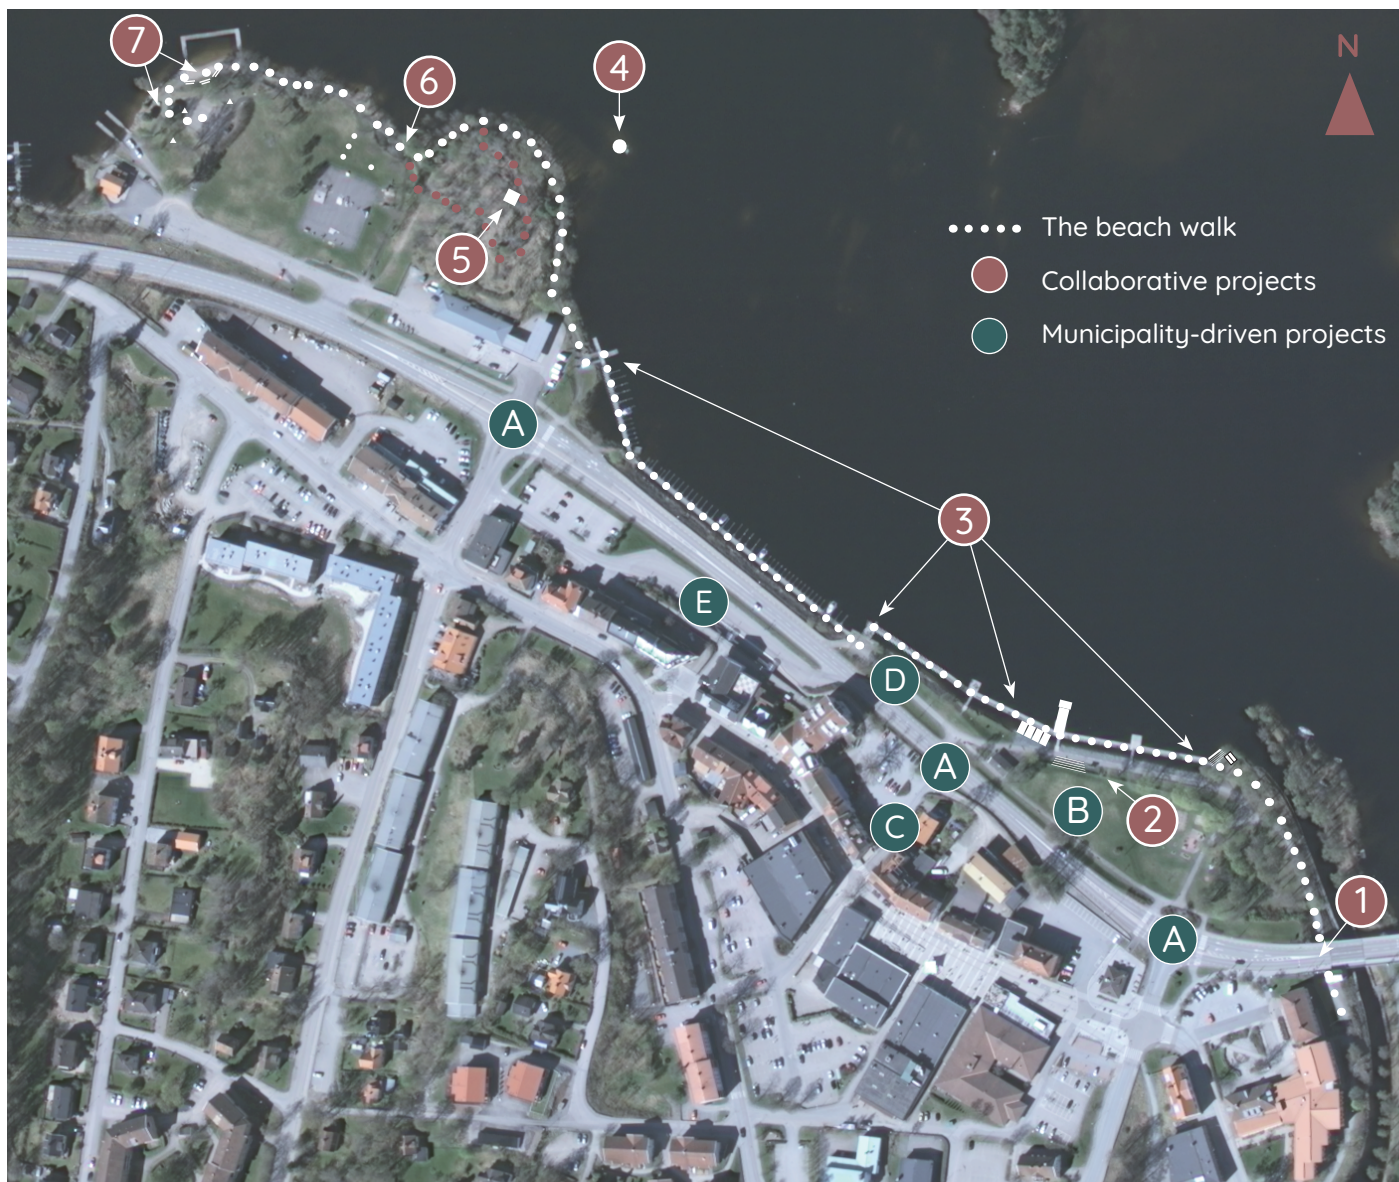 7
6
4
N
The beach walk
5
Collaborative projects
Municipality-driven projects
A
3
E
D
A
B
2
C
1
A